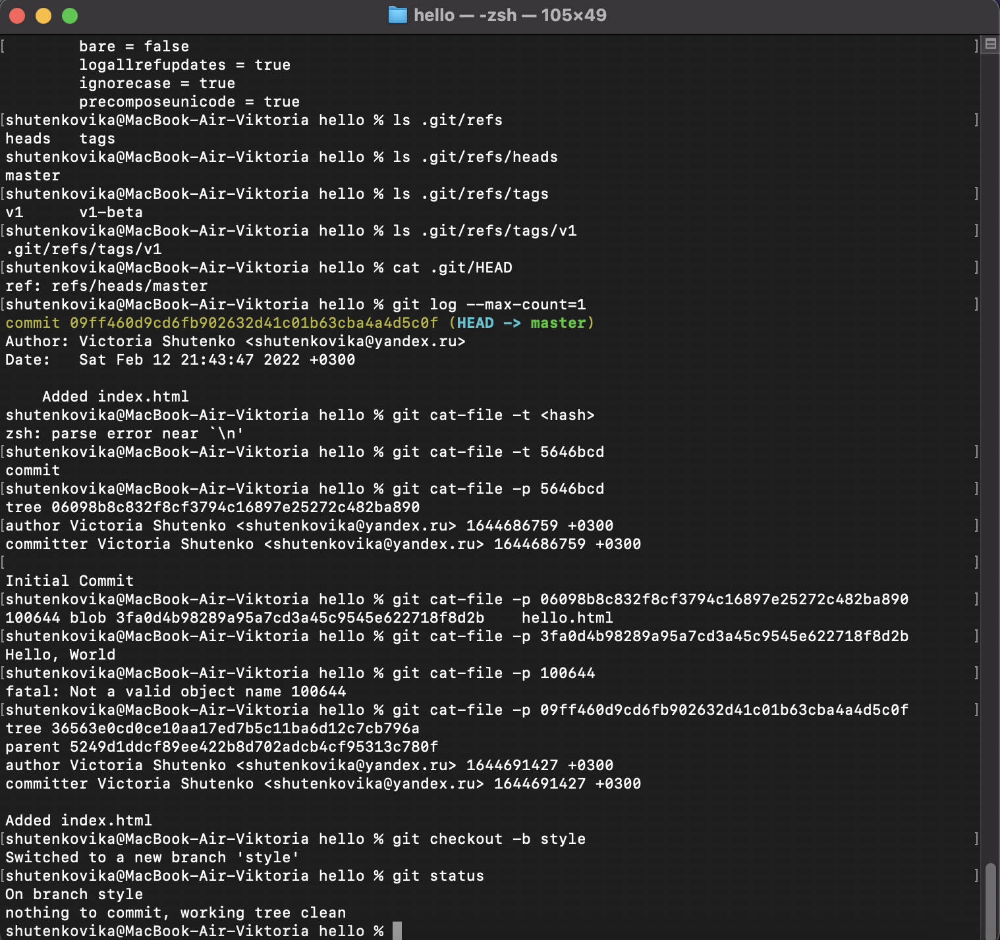 hello — -zsh — 105×49
[        bare = false ]
        logallrefupdates = true
        ignorecase = true
        precomposeunicode = true
[shutenkovika@MacBook-Air-Viktoria hello % ls .git/refs ]
heads   tags
shutenkovika@MacBook-Air-Viktoria hello % ls .git/refs/heads
master
[shutenkovika@MacBook-Air-Viktoria hello % ls .git/refs/tags ]
v1      v1-beta
[shutenkovika@MacBook-Air-Viktoria hello % ls .git/refs/tags/v1 ]
.git/refs/tags/v1
[shutenkovika@MacBook-Air-Viktoria hello % cat .git/HEAD ]
ref: refs/heads/master
[shutenkovika@MacBook-Air-Viktoria hello % git log --max-count=1 ]
commit 09ff460d9cd6fb902632d41c01b63cba4a4d5c0f (HEAD -> master)
Author: Victoria Shutenko <shutenkovika@yandex.ru>
Date:   Sat Feb 12 21:43:47 2022 +0300

    Added index.html
shutenkovika@MacBook-Air-Viktoria hello % git cat-file -t <hash>
zsh: parse error near `\n'
[shutenkovika@MacBook-Air-Viktoria hello % git cat-file -t 5646bcd ]
commit
[shutenkovika@MacBook-Air-Viktoria hello % git cat-file -p 5646bcd ]
tree 06098b8c832f8cf3794c16897e25272c482ba890
[author Victoria Shutenko <shutenkovika@yandex.ru> 1644686759 +0300 ]
committer Victoria Shutenko <shutenkovika@yandex.ru> 1644686759 +0300
[ ]
Initial Commit
[shutenkovika@MacBook-Air-Viktoria hello % git cat-file -p 06098b8c832f8cf3794c16897e25272c482ba890 ]
100644 blob 3fa0d4b98289a95a7cd3a45c9545e622718f8d2b    hello.html
[shutenkovika@MacBook-Air-Viktoria hello % git cat-file -p 3fa0d4b98289a95a7cd3a45c9545e622718f8d2b ]
Hello, World
[shutenkovika@MacBook-Air-Viktoria hello % git cat-file -p 100644 ]
fatal: Not a valid object name 100644
[shutenkovika@MacBook-Air-Viktoria hello % git cat-file -p 09ff460d9cd6fb902632d41c01b63cba4a4d5c0f ]
tree 36563e0cd0ce10aa17ed7b5c11ba6d12c7cb796a
parent 5249d1ddcf89ee422b8d702adcb4cf95313c780f
author Victoria Shutenko <shutenkovika@yandex.ru> 1644691427 +0300
committer Victoria Shutenko <shutenkovika@yandex.ru> 1644691427 +0300

Added index.html
[shutenkovika@MacBook-Air-Viktoria hello % git checkout -b style ]
Switched to a new branch 'style'
[shutenkovika@MacBook-Air-Viktoria hello % git status ]
On branch style
nothing to commit, working tree clean
shutenkovika@MacBook-Air-Viktoria hello %